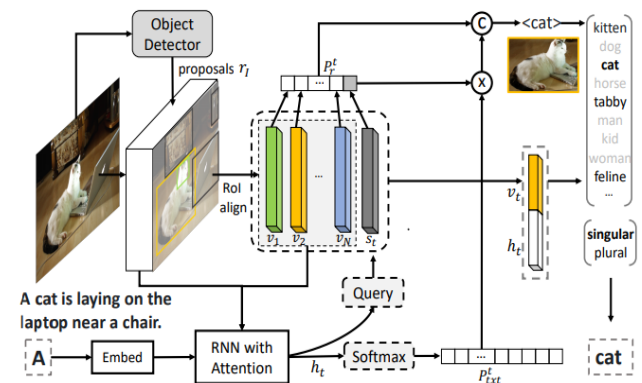 Object
Detector
proposals r_I
P_r^t
C
<cat>
X
kitten
dog
cat
horse
tabby
man
kid
woman
feline
...
RoI
align
...
...
v_1
v_2
v_N
s_t
v_t
h_t
singular
plural
A cat is laying on the
laptop near a chair.
Query
A
Embed
RNN with
Attention
h_t
Softmax
...
P_txt^t
cat